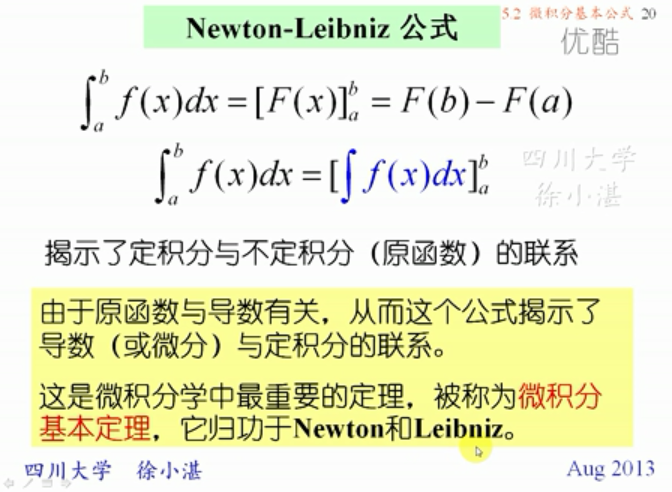 5.2 微积分基本公式 20
Newton-Leibniz 公式
优酷
∫_a^b f(x)dx = [F(x)]_a^b = F(b) − F(a)
∫_a^b f(x)dx = [∫ f(x)dx]_a^b
四川大学
徐小湛
揭示了定积分与不定积分（原函数）的联系
由于原函数与导数有关，从而这个公式揭示了
导数（或微分）与定积分的联系。
这是微积分学中最重要的定理，被称为微积分
基本定理，它归功于Newton和Leibniz。
四川大学 徐小湛 Aug 2013